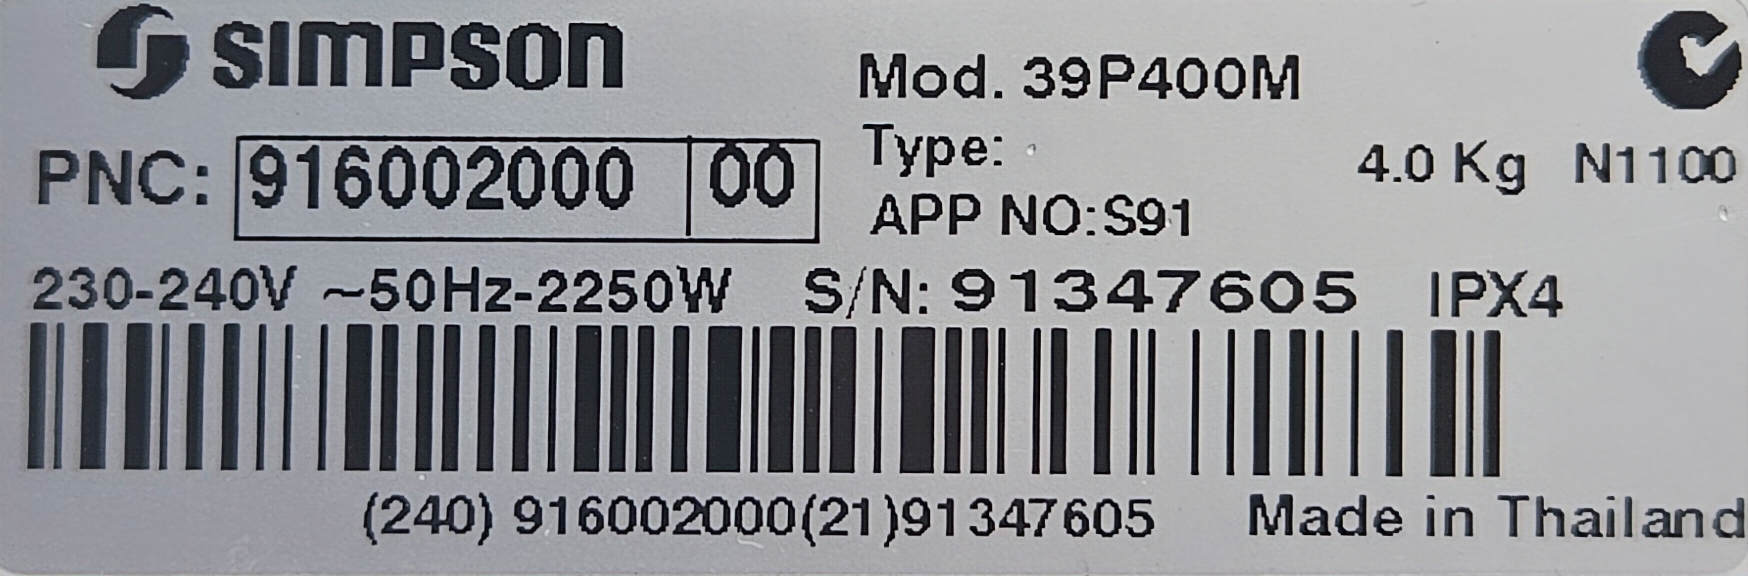 SIMPSON
Mod. 39P400M
PNC: 916002000 00
Type:
4.0 Kg N1100
APP NO:S91
230-240V ~50Hz-2250W S/N: 91347605 IPX4
(240) 916002000(21)91347605 Made in Thailand